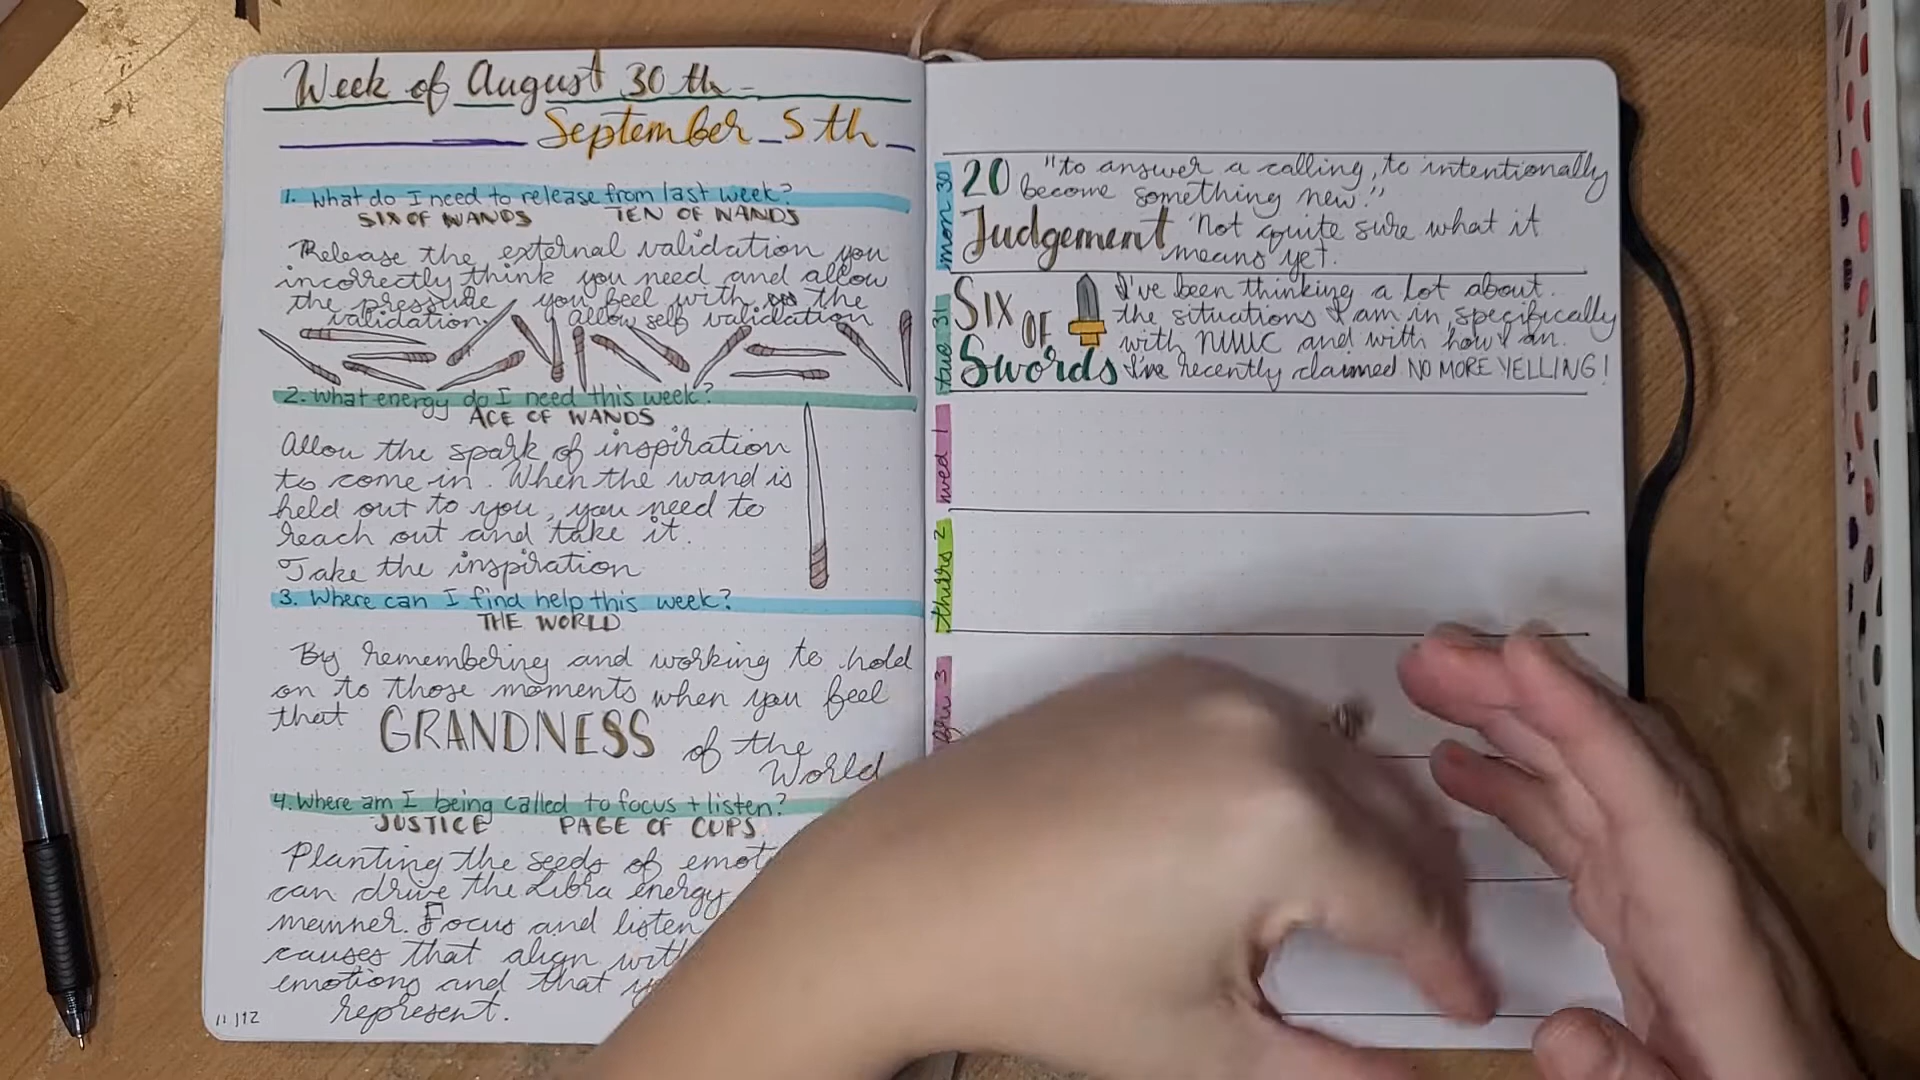 Week of August 30th -
September 5th
1. What do I need to release from last week?
SIX OF WANDS TEN OF WANDS
Release the external validation you
incorrectly think you need and allow
the pressure you feel with the
validation. allow self validation
2. What energy do I need this week?
ACE OF WANDS
Allow the spark of inspiration
to come in. When the wand is
held out to you, you need to
reach out and take it.
Take the inspiration
3. Where can I find help this week?
THE WORLD
By remembering and working to hold
on to those moments when you feel
that GRANDNESS of the
World
4. Where am I being called to focus + listen?
JUSTICE PAGE OF CUPS
Planting the seeds of
can drive the Libra energy
manner. Focus and listen
causes that align
emotions and that
represent.
11/12
mon 30
20 "to answer a calling, to intentionally
become something new."
Judgement Not quite sure what it
means yet.
tue 31
Six OF Swords
I've been thinking a lot about
the situations I am in specifically
with and with how I am.
I've recently claimed NO MORE YELLING!
wed 1
thurs 2
fri 3